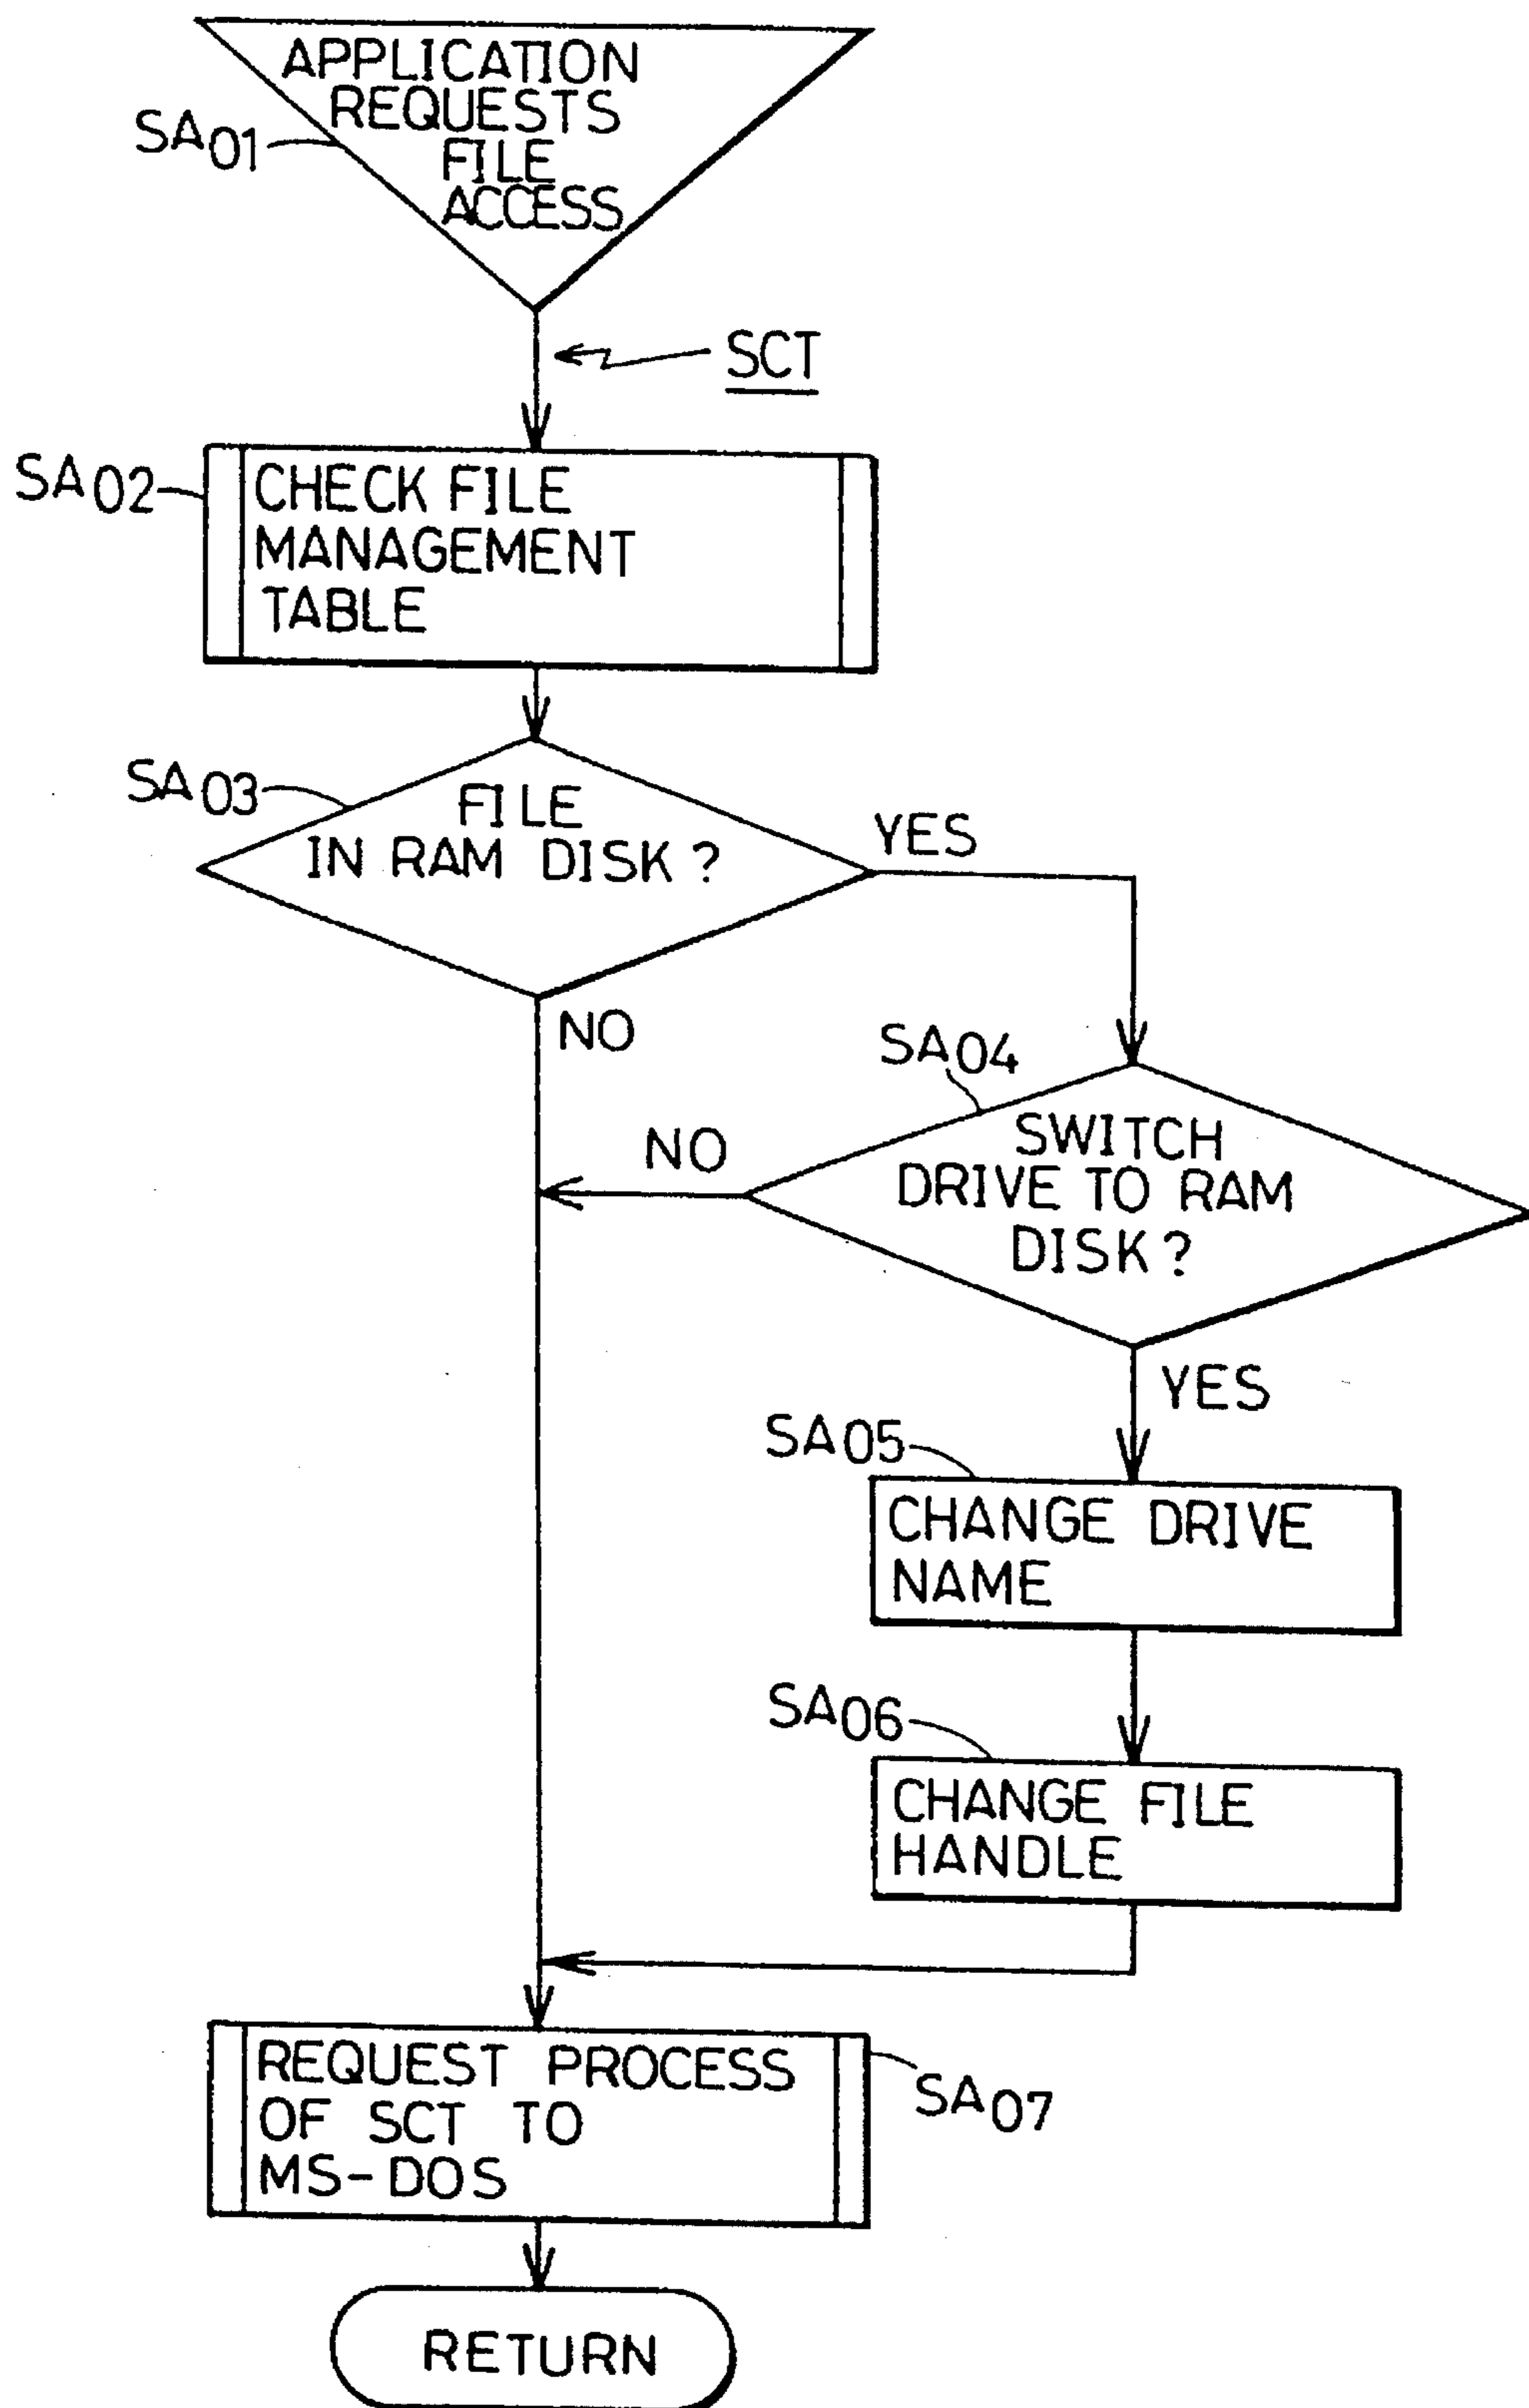 APPLICATION
REQUESTS
FILE
ACCESS
SA01
SCT
SA02
CHECK FILE
MANAGEMENT
TABLE
SA03
FILE
IN RAM DISK ?
YES
NO
SA04
SWITCH
DRIVE TO RAM
DISK ?
NO
YES
SA05
CHANGE DRIVE
NAME
SA06
CHANGE FILE
HANDLE
REQUEST PROCESS
OF SCT TO
MS-DOS
SA07
RETURN